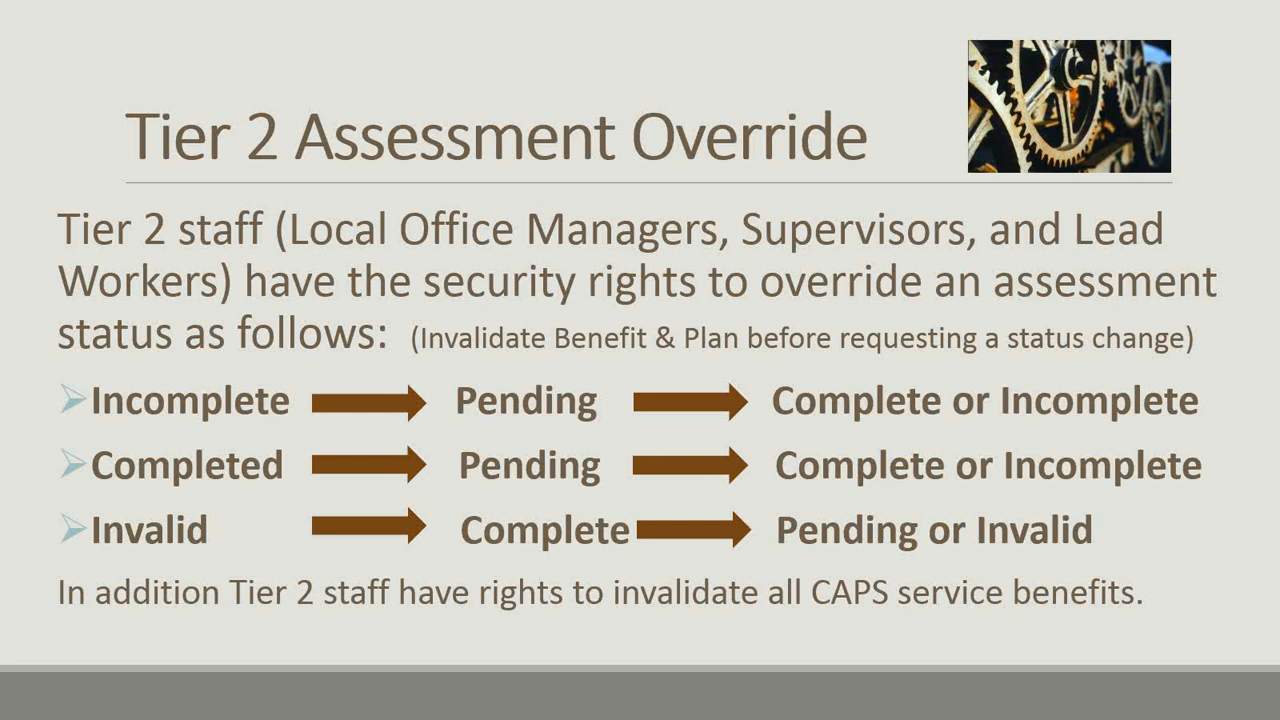 Tier 2 Assessment Override
Tier 2 staff (Local Office Managers, Supervisors, and Lead
Workers) have the security rights to override an assessment
status as follows: (Invalidate Benefit & Plan before requesting a status change)
Incomplete Pending Complete or Incomplete
Completed Pending Complete or Incomplete
Invalid Complete Pending or Invalid
In addition Tier 2 staff have rights to invalidate all CAPS service benefits.